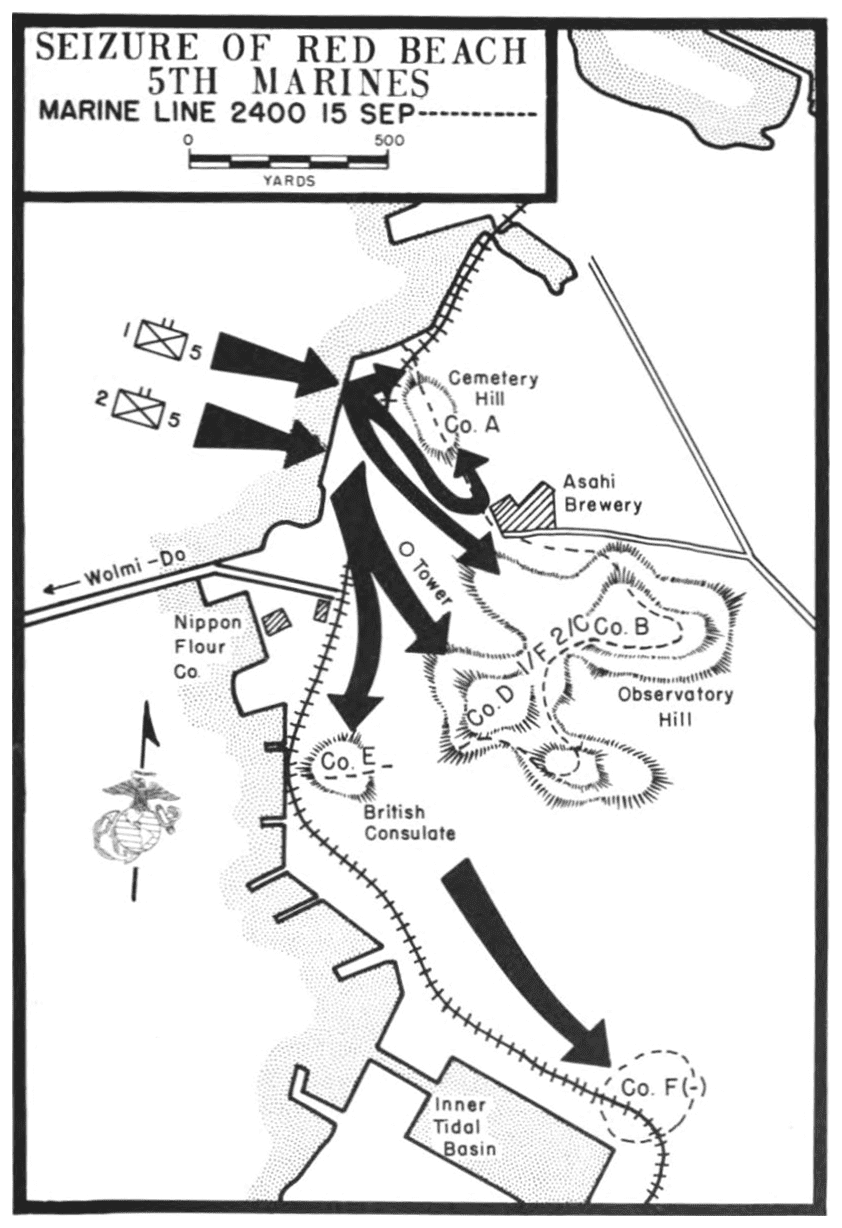 SEIZURE OF RED BEACH
5TH MARINES
MARINE LINE 2400 15 SEP
0 500
YARDS
1 5
2 5
Cemetery
Hill
Co. A
Asahi
Brewery
Wolmi-Do
O Tower
Nippon
Flour
Co.
1/F 2/C Co. B
Co. D
Observatory
Hill
Co. E
British
Consulate
Co. F(-)
Inner
Tidal
Basin